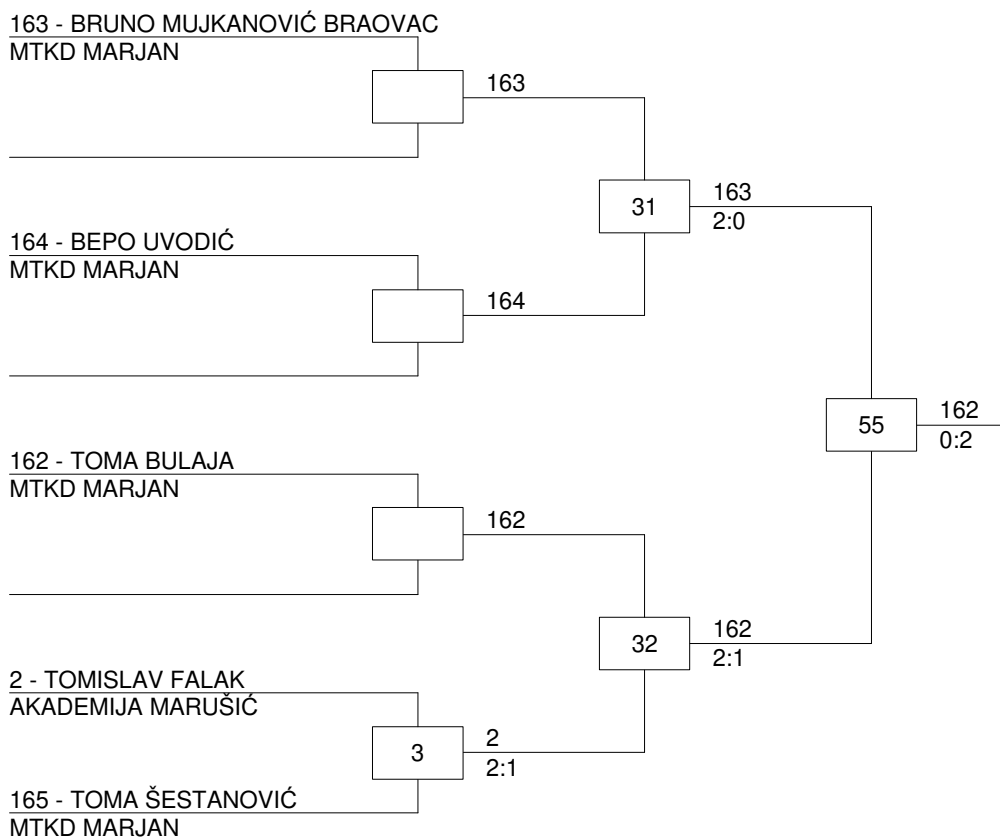 163 - BRUNO MUJKANOVIĆ BRAOVAC
MTKD MARJAN
163
31
163
2:0
164 - BEPO UVODIĆ
MTKD MARJAN
164
55
162
0:2
162 - TOMA BULAJA
MTKD MARJAN
162
32
162
2:1
2 - TOMISLAV FALAK
AKADEMIJA MARUŠIĆ
3
2
2:1
165 - TOMA ŠESTANOVIĆ
MTKD MARJAN